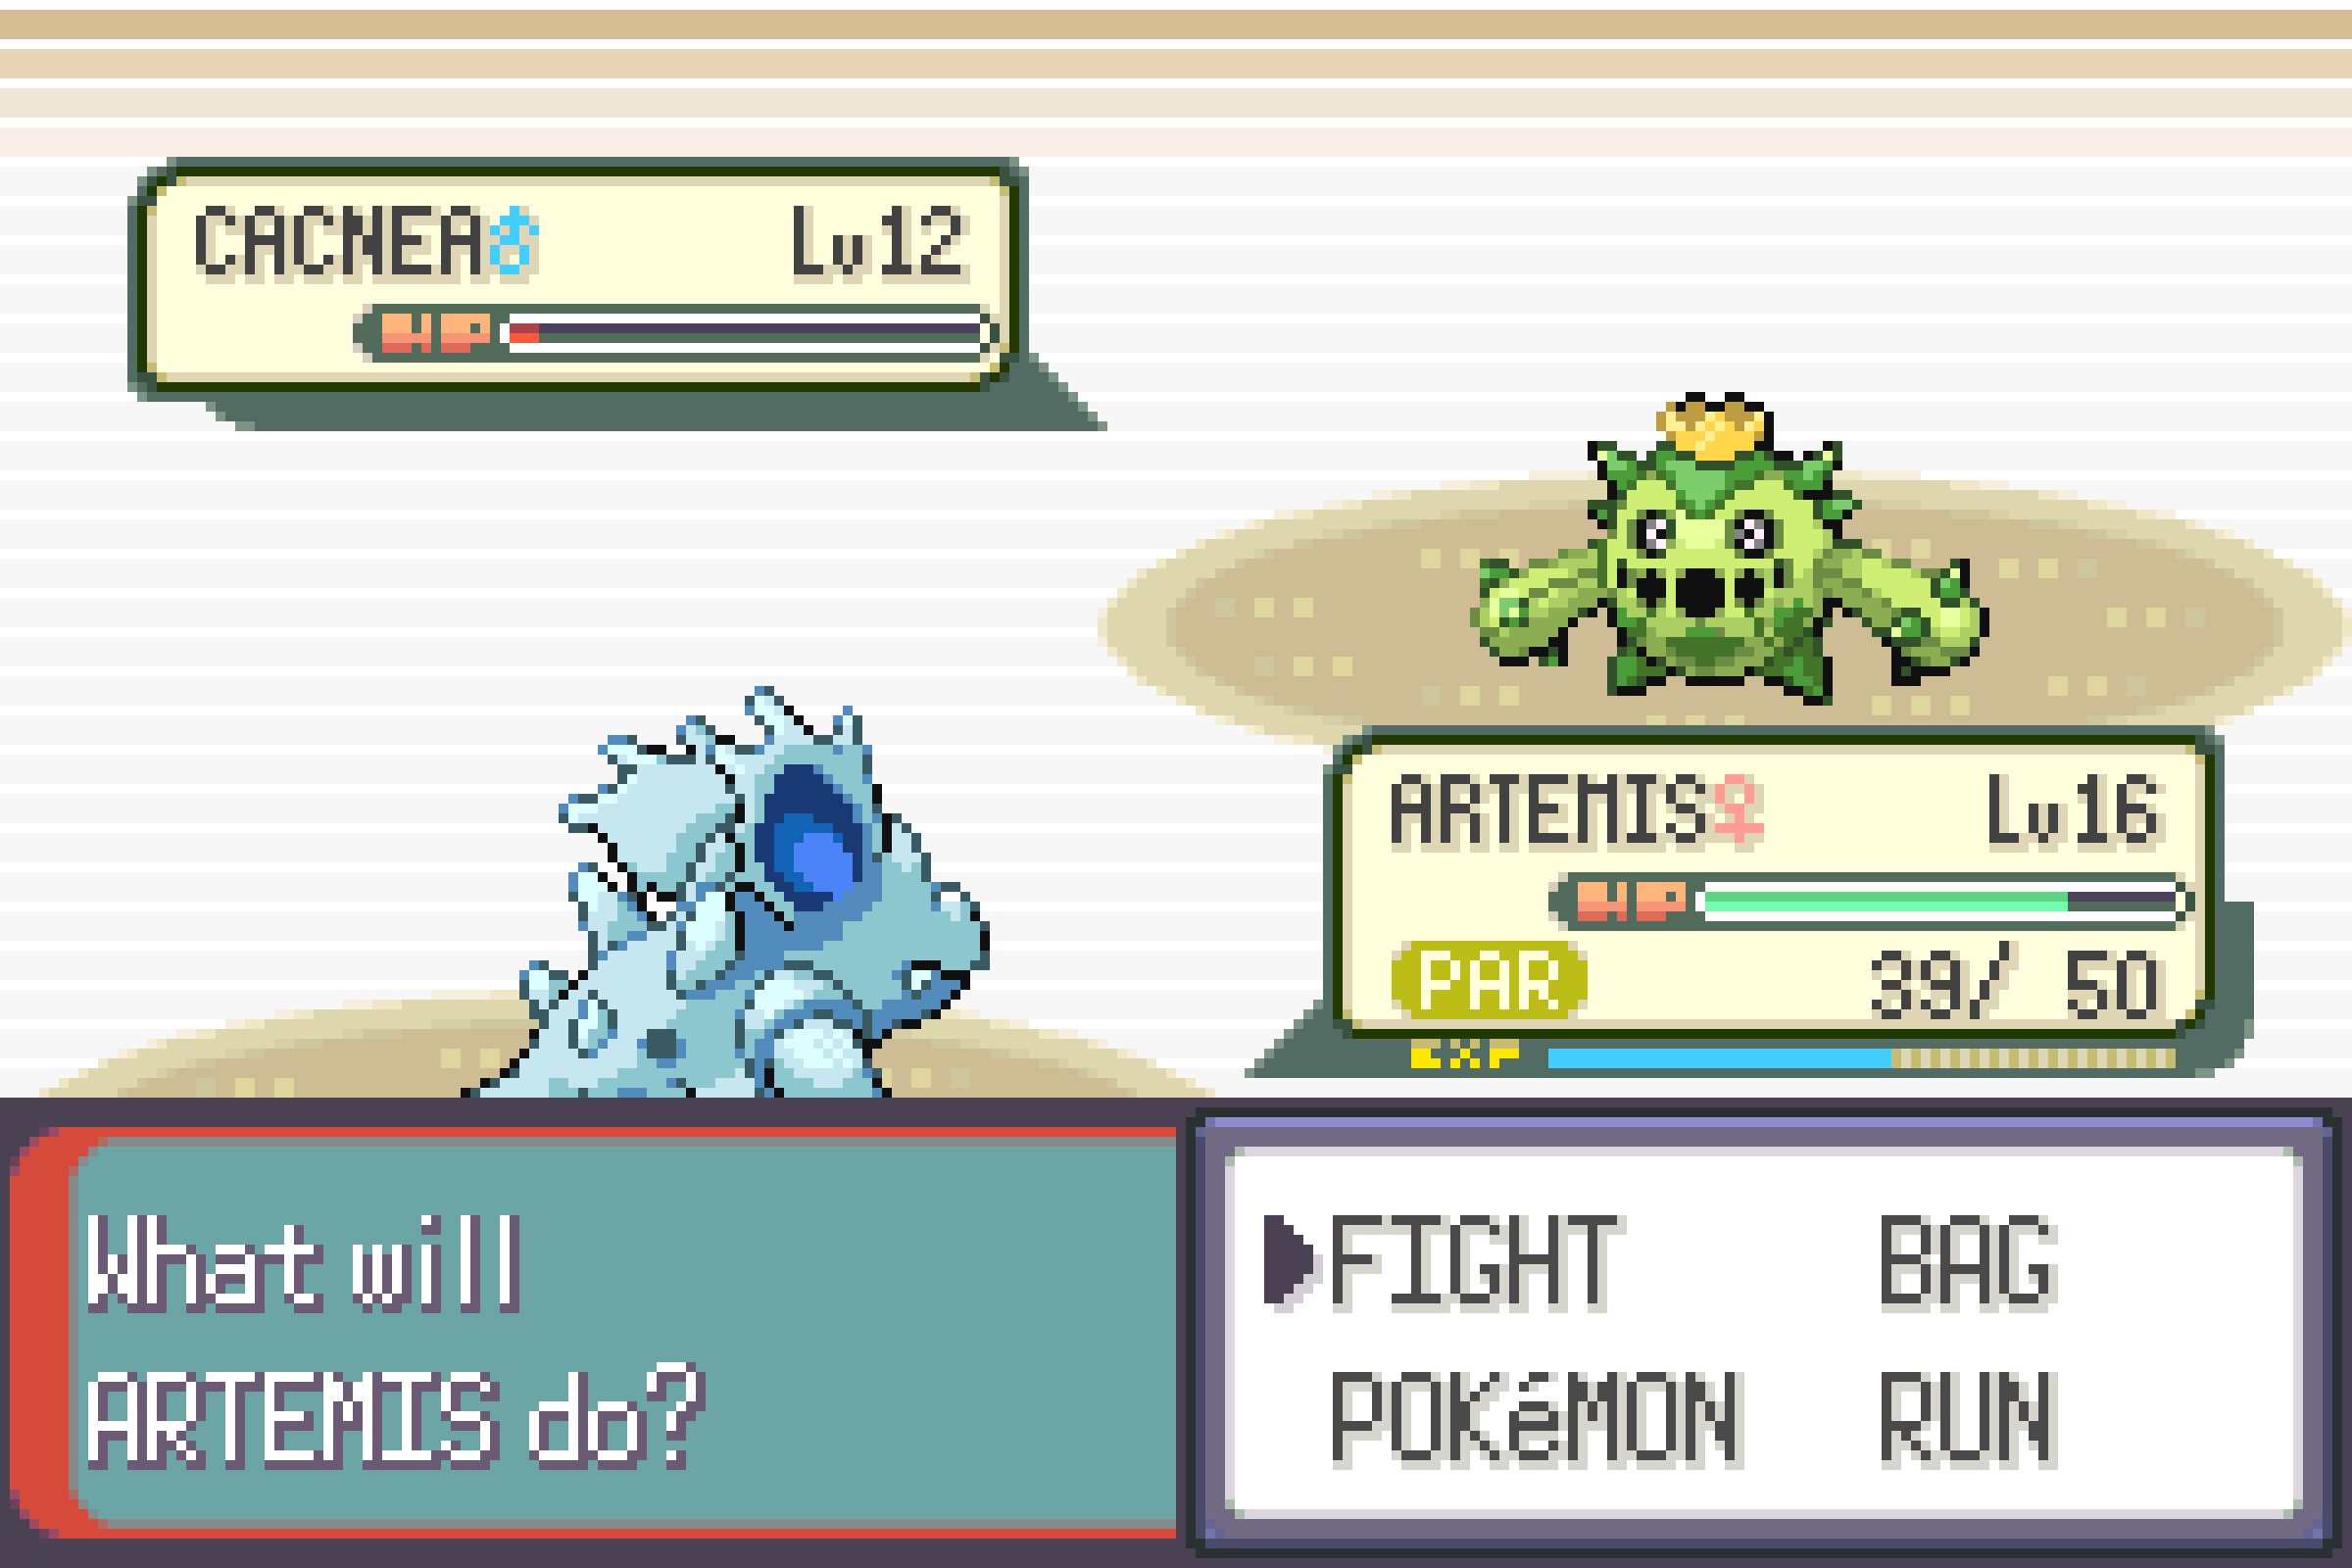 CACNEA♂ Lv12
HP
ARTEMIS♀ Lv16
HP
PAR 39/ 50
EXP
What will
ARTEMIS do?
FIGHT BAG
POKéMON RUN